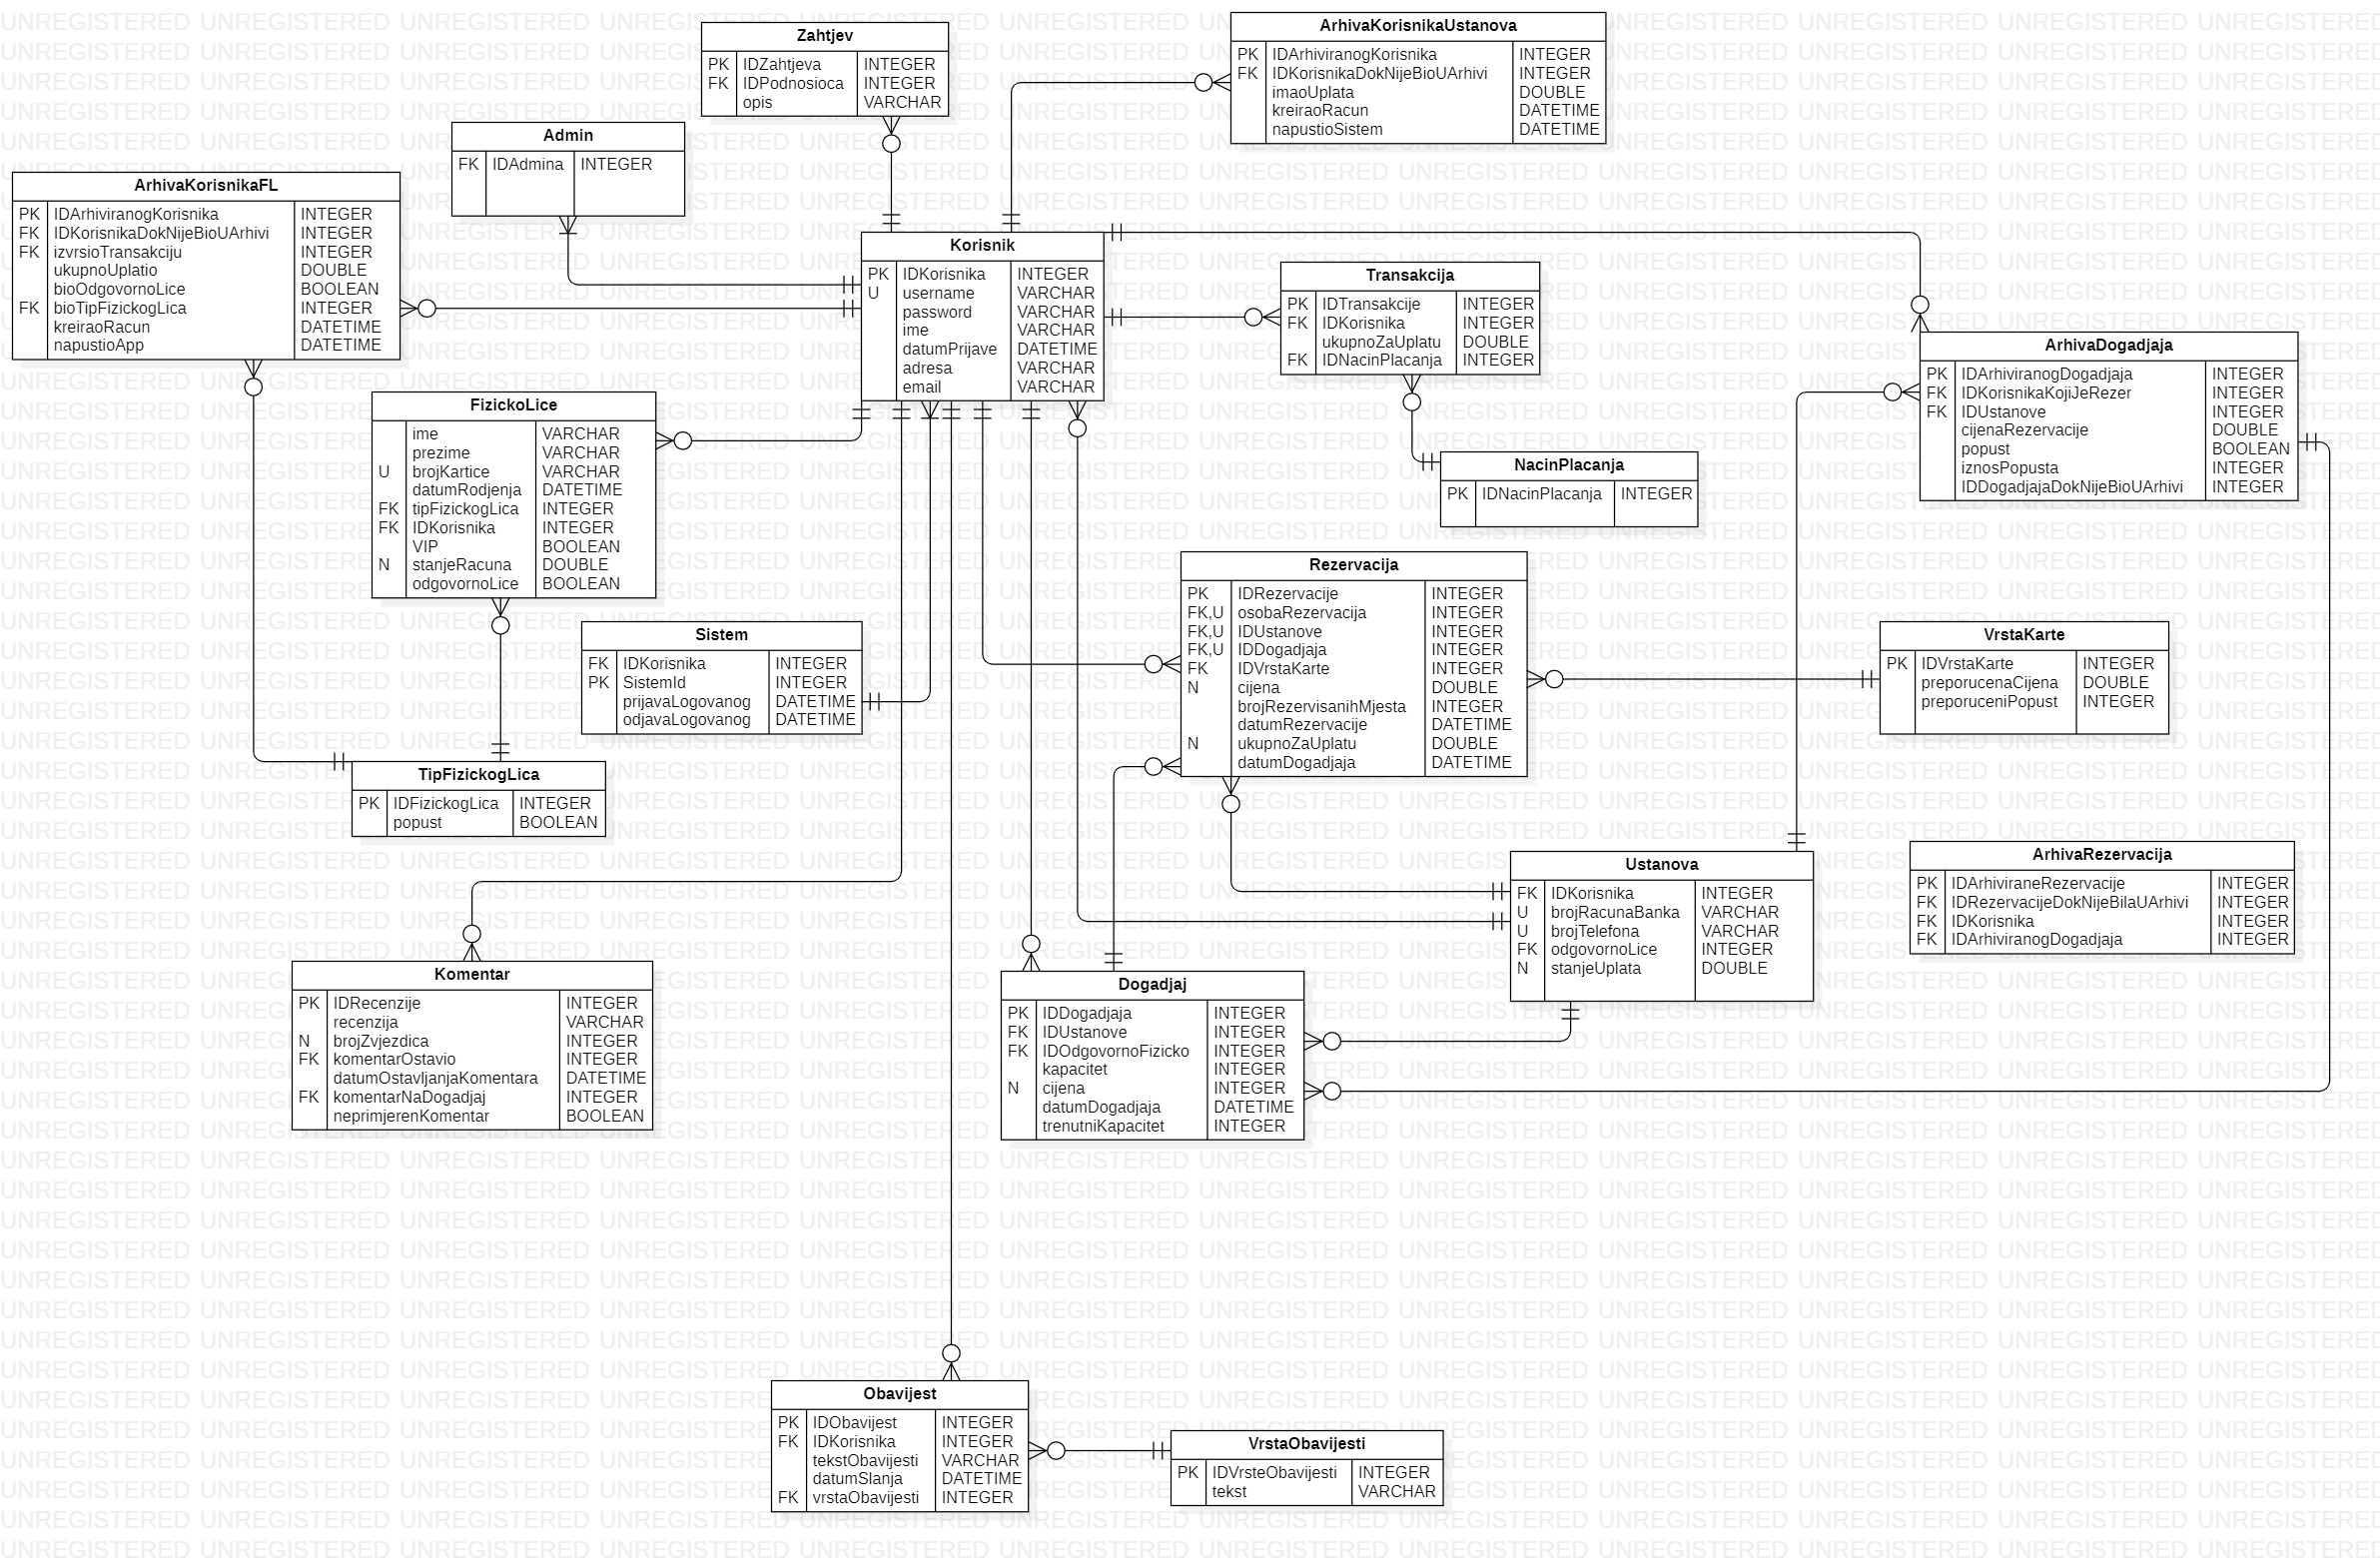 Zahtjev
PK IDZahtjeva INTEGER
FK IDPodnosioca INTEGER
opis VARCHAR
ArhivaKorisnikaUstanova
PK IDArhiviranogKorisnika INTEGER
FK IDKorisnikaDokNijeBioUArhivi INTEGER
imaoUplata DOUBLE
kreiraoRacun DATETIME
napustioSistem DATETIME
Admin
FK IDAdmina INTEGER
ArhivaKorisnikaFL
PK IDArhiviranogKorisnika INTEGER
FK IDKorisnikaDokNijeBioUArhivi INTEGER
FK izvrsioTransakciju INTEGER
ukupnoUplatio DOUBLE
bioOdgovornoLice BOOLEAN
FK bioTipFizickogLica INTEGER
kreiraoRacun DATETIME
napustioApp DATETIME
Korisnik
PK IDKorisnika INTEGER
U username VARCHAR
password VARCHAR
ime VARCHAR
datumPrijave DATETIME
adresa VARCHAR
email VARCHAR
Transakcija
PK IDTransakcije INTEGER
FK IDKorisnika INTEGER
ukupnoZaUplatu DOUBLE
FK IDNacinPlacanja INTEGER
ArhivaDogadjaja
PK IDArhiviranogDogadjaja INTEGER
FK IDKorisnikaKojiJeRezer INTEGER
FK IDUstanove INTEGER
cijenaRezervacije DOUBLE
popust BOOLEAN
iznosPopusta INTEGER
IDDogadjajaDokNijeBioUArhivi INTEGER
FizickoLice
ime VARCHAR
prezime VARCHAR
U brojKartice VARCHAR
datumRodjenja DATETIME
FK tipFizickogLica INTEGER
FK IDKorisnika INTEGER
VIP BOOLEAN
N stanjeRacuna DOUBLE
odgovornoLice BOOLEAN
NacinPlacanja
PK IDNacinPlacanja INTEGER
Rezervacija
PK IDRezervacije INTEGER
FK,U osobaRezervacija INTEGER
FK,U IDUstanove INTEGER
FK,U IDDogadjaja INTEGER
FK IDVrstaKarte INTEGER
N cijena DOUBLE
brojRezervisanihMjesta INTEGER
datumRezervacije DATETIME
N ukupnoZaUplatu DOUBLE
datumDogadjaja DATETIME
Sistem
FK IDKorisnika INTEGER
PK SistemId INTEGER
prijavaLogovanog DATETIME
odjavaLogovanog DATETIME
VrstaKarte
PK IDVrstaKarte INTEGER
preporucenaCijena DOUBLE
preporuceniPopust INTEGER
TipFizickogLica
PK IDFizickogLica INTEGER
popust BOOLEAN
Ustanova
FK IDKorisnika INTEGER
U brojRacunaBanka VARCHAR
U brojTelefona VARCHAR
FK odgovornoLice INTEGER
N stanjeUplata DOUBLE
ArhivaRezervacija
PK IDArhiviraneRezervacije INTEGER
FK IDRezervacijeDokNijeBilaUArhivi INTEGER
FK IDKorisnika INTEGER
FK IDArhiviranogDogadjaja INTEGER
Komentar
PK IDRecenzije INTEGER
recenzija VARCHAR
N brojZvjezdica INTEGER
FK komentarOstavio INTEGER
datumOstavljanjaKomentara DATETIME
FK komentarNaDogadjaj INTEGER
neprimjerenKomentar BOOLEAN
Dogadjaj
PK IDDogadjaja INTEGER
FK IDUstanove INTEGER
FK IDOdgovornoFizicko INTEGER
kapacitet INTEGER
N cijena INTEGER
datumDogadjaja DATETIME
trenutniKapacitet INTEGER
Obavijest
PK IDObavijest INTEGER
FK IDKorisnika INTEGER
tekstObavijesti VARCHAR
datumSlanja DATETIME
FK vrstaObavijesti INTEGER
VrstaObavijesti
PK IDVrsteObavijesti INTEGER
tekst VARCHAR